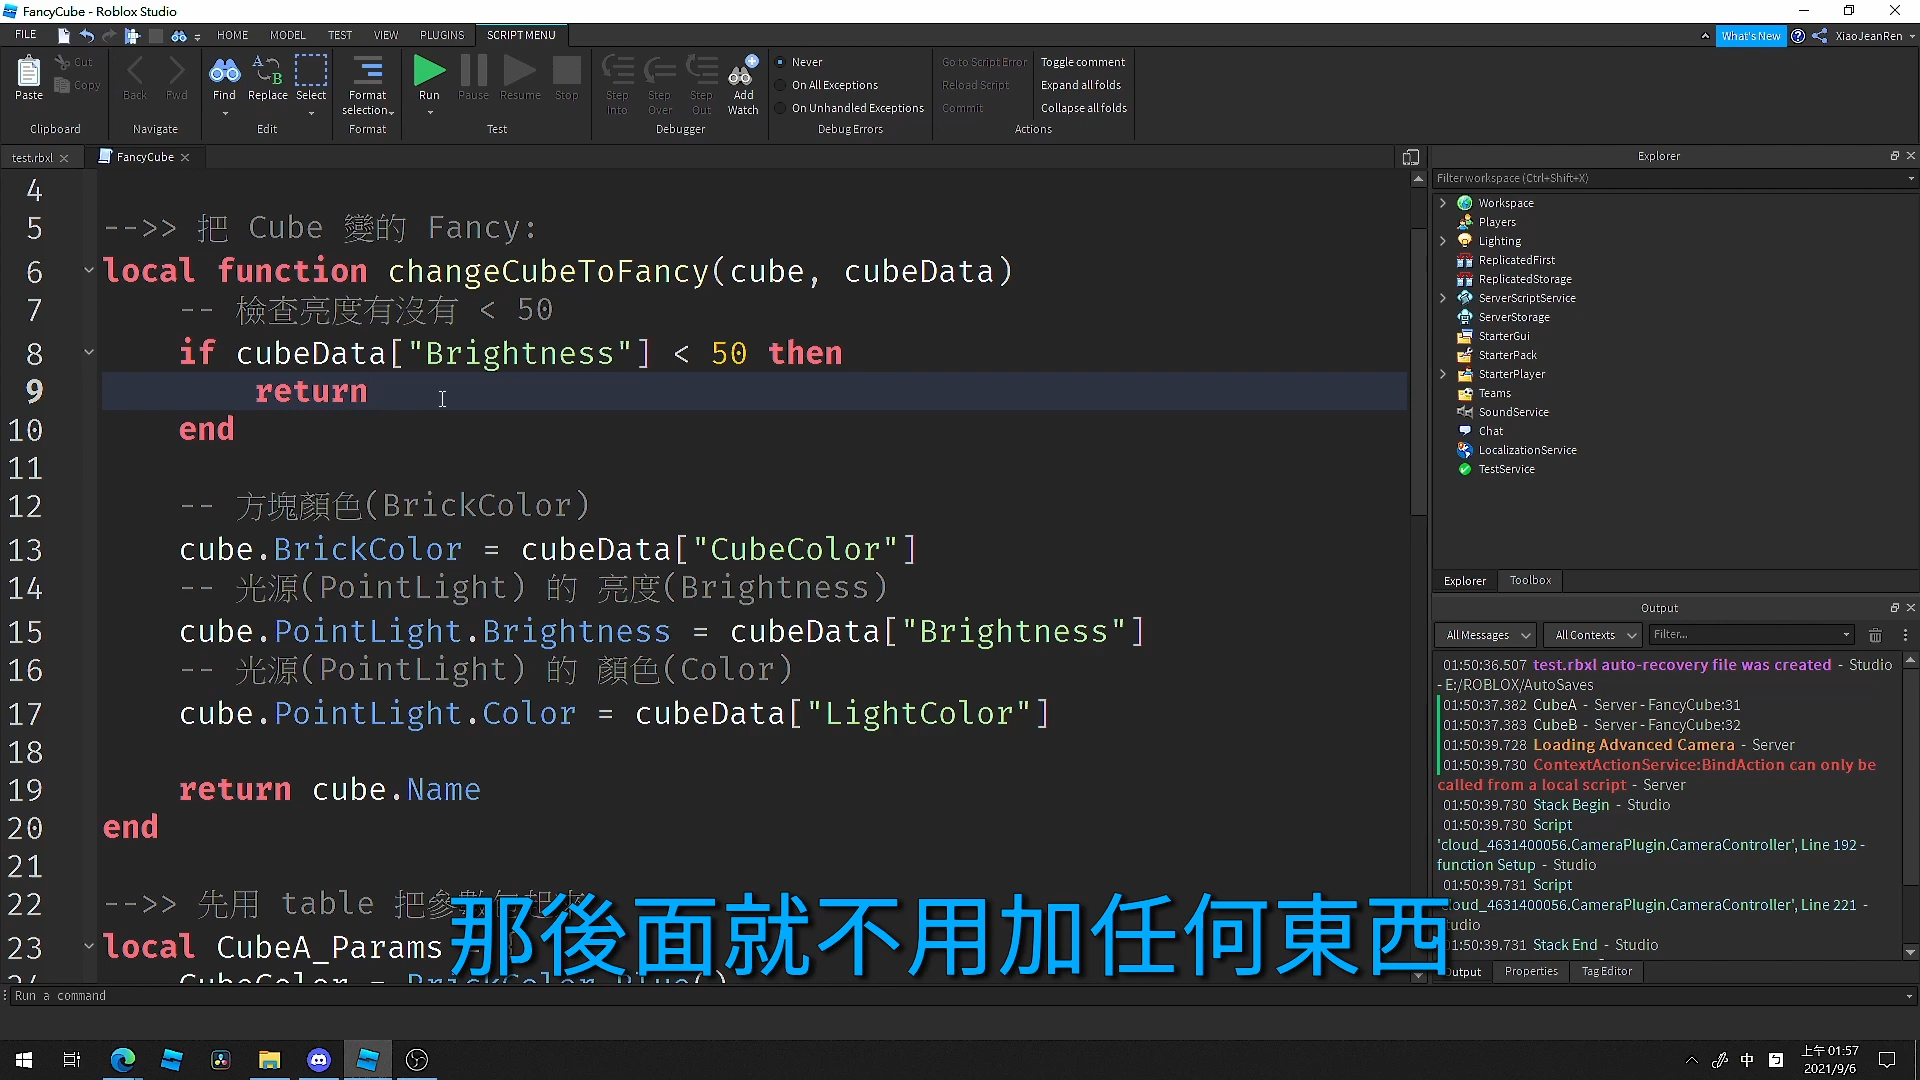 FancyCube - Roblox Studio
FILE HOME MODEL TEST VIEW PLUGINS SCRIPT MENU What's New XiaoJeanRen
Paste Cut Copy Back Fwd Find Replace Select Format selection Run Pause Resume Stop Step Into Step Over Step Out Add Watch
Never
On All Exceptions
On Unhandled Exceptions
Go to Script Error
Reload Script
Commit
Toggle comment
Expand all folds
Collapse all folds
Clipboard Navigate Edit Format Test Debugger Debug Errors Actions
test.rbxl FancyCube
4
5 -->> 把 Cube 變的 Fancy:
6 local function changeCubeToFancy(cube, cubeData)
7 -- 檢查亮度有沒有 < 50
8 if cubeData["Brightness"] < 50 then
9 return
10 end
11
12 -- 方塊顏色(BrickColor)
13 cube.BrickColor = cubeData["CubeColor"]
14 -- 光源(PointLight) 的 亮度(Brightness)
15 cube.PointLight.Brightness = cubeData["Brightness"]
16 -- 光源(PointLight) 的 顏色(Color)
17 cube.PointLight.Color = cubeData["LightColor"]
18
19 return cube.Name
20 end
21
22 -->> 先用 table 把參數包起來
23 local CubeA_Params
那後面就不用加任何東西
Explorer
Filter workspace (Ctrl+Shift+X)
Workspace
Players
Lighting
ReplicatedFirst
ReplicatedStorage
ServerScriptService
ServerStorage
StarterGui
StarterPack
StarterPlayer
Teams
SoundService
Chat
LocalizationService
TestService
Explorer Toolbox
Output
All Messages All Contexts Filter...
01:50:36.507 test.rbxl auto-recovery file was created - Studio
- E:/ROBLOX/AutoSaves
01:50:37.382 CubeA - Server - FancyCube:31
01:50:37.383 CubeB - Server - FancyCube:32
01:50:39.728 Loading Advanced Camera - Server
01:50:39.730 ContextActionService:BindAction can only be
called from a local script - Server
01:50:39.730 Stack Begin - Studio
01:50:39.730 Script
'cloud_4631400056.CameraPlugin.CameraController', Line 192 -
function Setup - Studio
01:50:39.731 Script
cloud_4631400056.CameraPlugin.CameraController', Line 221 -
Studio
01:50:39.731 Stack End - Studio
Output Properties Tag Editor
Run a command
中 上午 01:57
2021/9/6